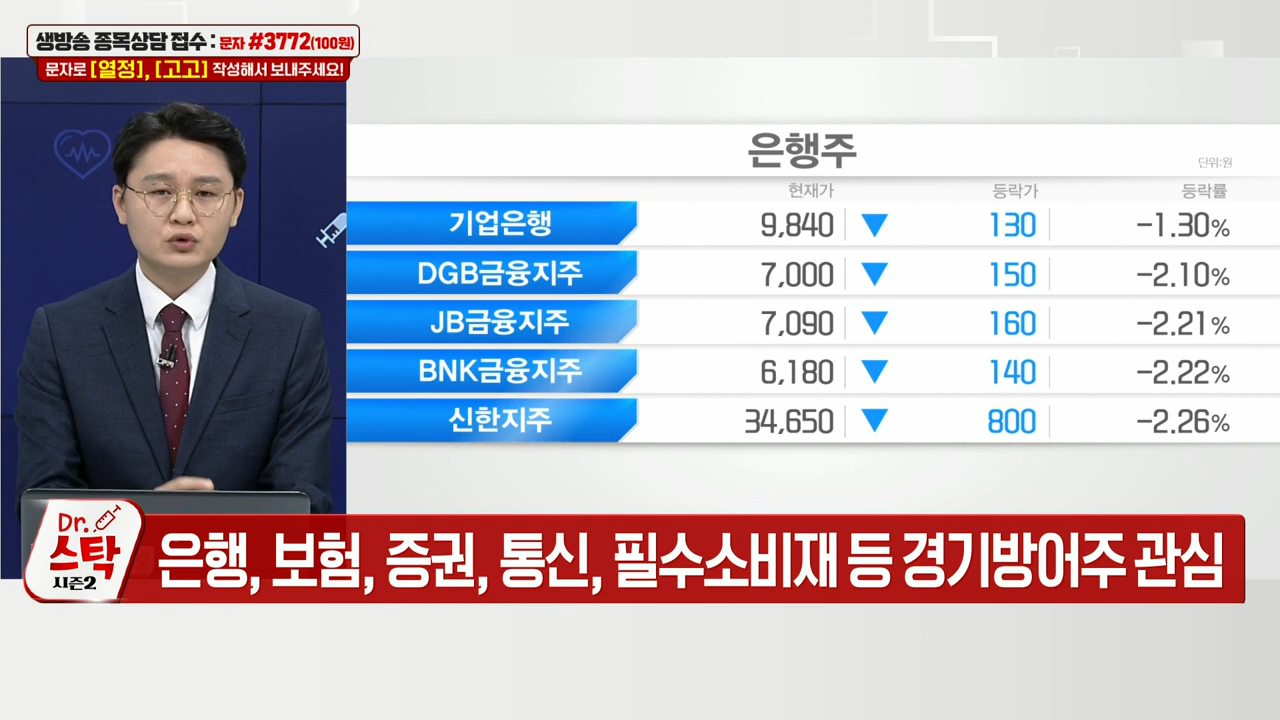 생방송 종목상담 접수 : 문자 #3772(100원)
문자로 [열정], [고고] 작성해서 보내주세요!
은행주
단위:원
현재가 등락가 등락률
기업은행 9,840 ▼ 130 -1.30%
DGB금융지주 7,000 ▼ 150 -2.10%
JB금융지주 7,090 ▼ 160 -2.21%
BNK금융지주 6,180 ▼ 140 -2.22%
신한지주 34,650 ▼ 800 -2.26%
Dr.
스탁
시즌2
은행, 보험, 증권, 통신, 필수소비재 등 경기방어주 관심